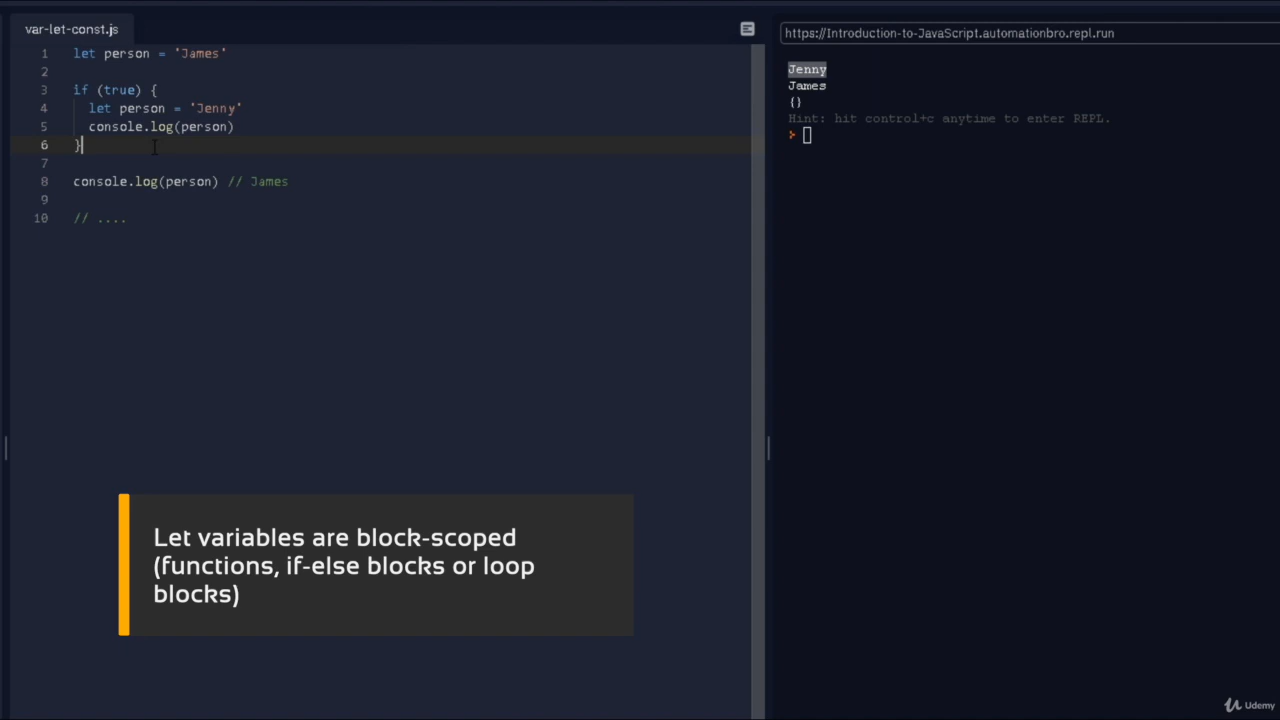 var-let-const.js
1 let person = 'James'
2
3 if (true) {
4 let person = 'Jenny'
5 console.log(person)
6 }
7
8 console.log(person) // James
9
10 // ....
https://Introduction-to-JavaScript.automationbro.repl.run
Jenny
James
{}
Hint: hit control+c anytime to enter REPL.
>
Let variables are block-scoped
(functions, if-else blocks or loop
blocks)
Udemy